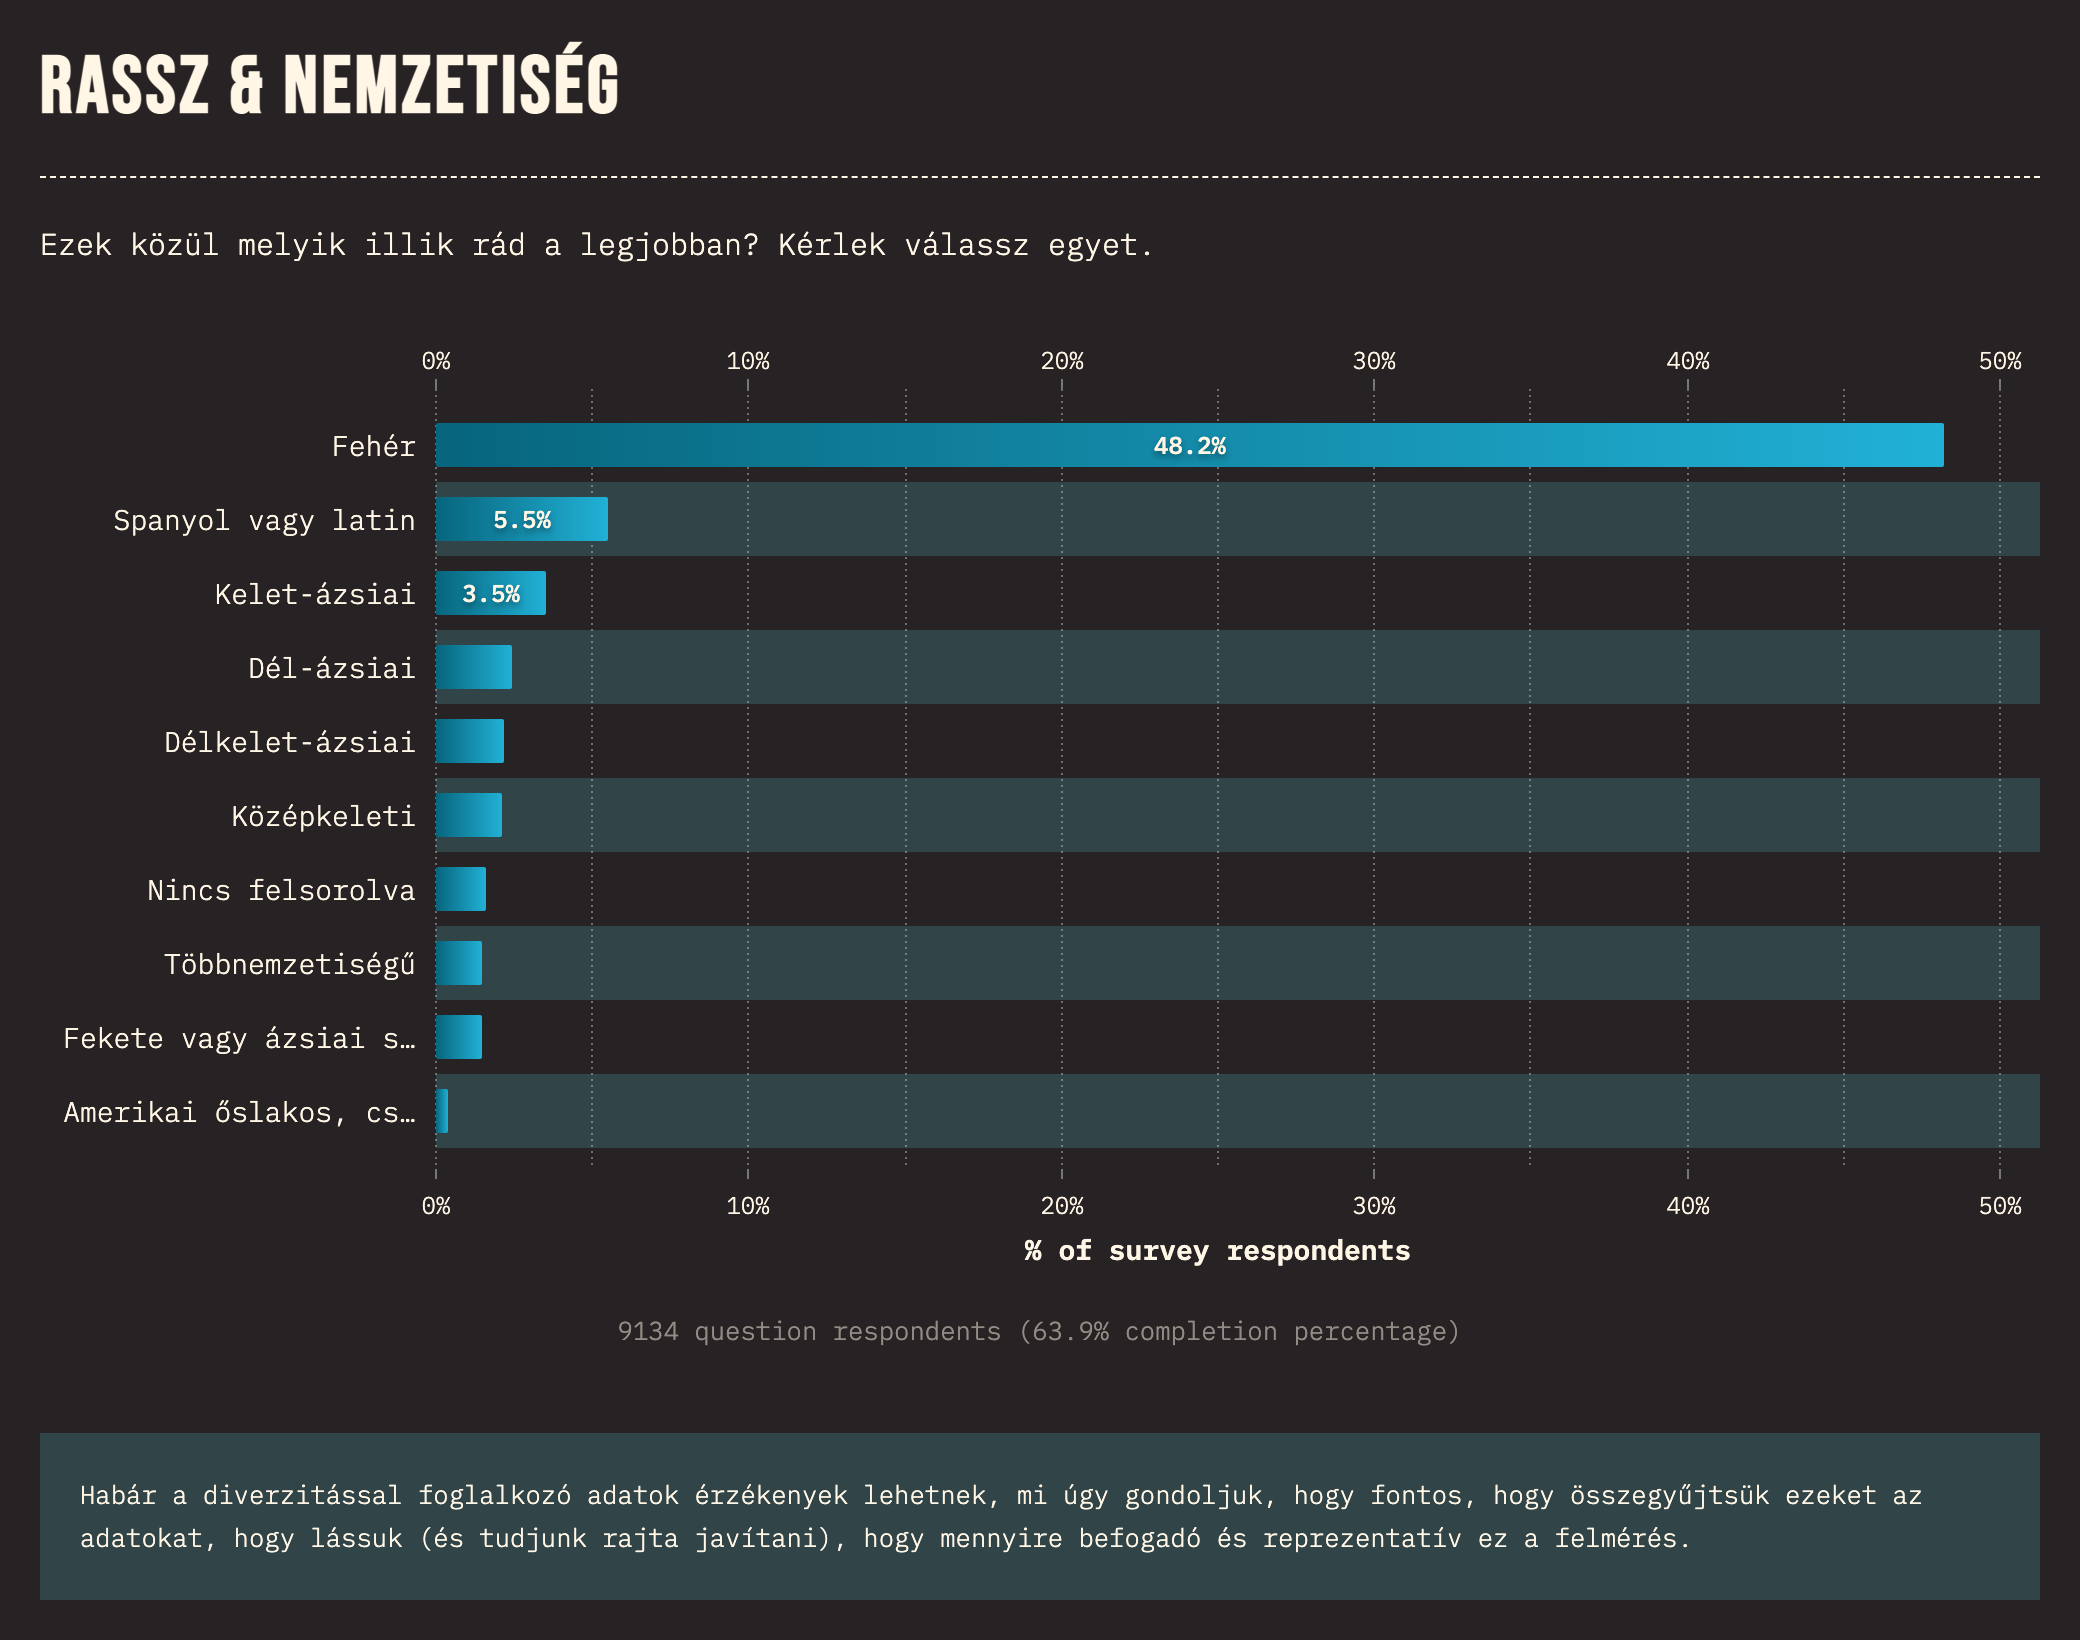 RASSZ & NEMZETISÉG
Ezek közül melyik illik rád a legjobban? Kérlek válassz egyet.
0% 10% 20% 30% 40% 50%
Fehér 48.2%
Spanyol vagy latin 5.5%
Kelet-ázsiai 3.5%
Dél-ázsiai
Délkelet-ázsiai
Középkeleti
Nincs felsorolva
Többnemzetiségű
Fekete vagy ázsiai s…
Amerikai őslakos, cs…
0% 10% 20% 30% 40% 50%
% of survey respondents
9134 question respondents (63.9% completion percentage)
Habár a diverzitással foglalkozó adatok érzékenyek lehetnek, mi úgy gondoljuk, hogy fontos, hogy összegyűjtsük ezeket az
adatokat, hogy lássuk (és tudjunk rajta javítani), hogy mennyire befogadó és reprezentatív ez a felmérés.